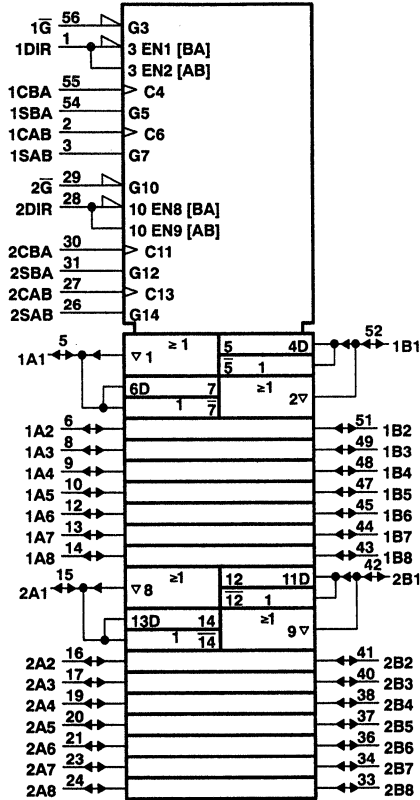 1G̅ 56 G3
1DIR 1 3 EN1 [BA]
3 EN2 [AB]
1CBA 55 C4
1SBA 54 G5
1CAB 2 C6
1SAB 3 G7
2G̅ 29 G10
2DIR 28 10 EN8 [BA]
10 EN9 [AB]
2CBA 30 C11
2SBA 31 G12
2CAB 27 C13
2SAB 26 G14
1A1 5 ▽1 ≥1 5 4D 52 1B1
5̅ 1
6D 7 ≥1
1 7̅ 2▽
1A2 6 51 1B2
1A3 8 49 1B3
1A4 9 48 1B4
1A5 10 47 1B5
1A6 12 45 1B6
1A7 13 44 1B7
1A8 14 43 1B8
2A1 15 ▽8 ≥1 12 11D 42 2B1
1̅2̅ 1
13D 14 ≥1
1 1̅4̅ 9▽
2A2 16 41 2B2
2A3 17 40 2B3
2A4 19 38 2B4
2A5 20 37 2B5
2A6 21 36 2B6
2A7 23 34 2B7
2A8 24 33 2B8